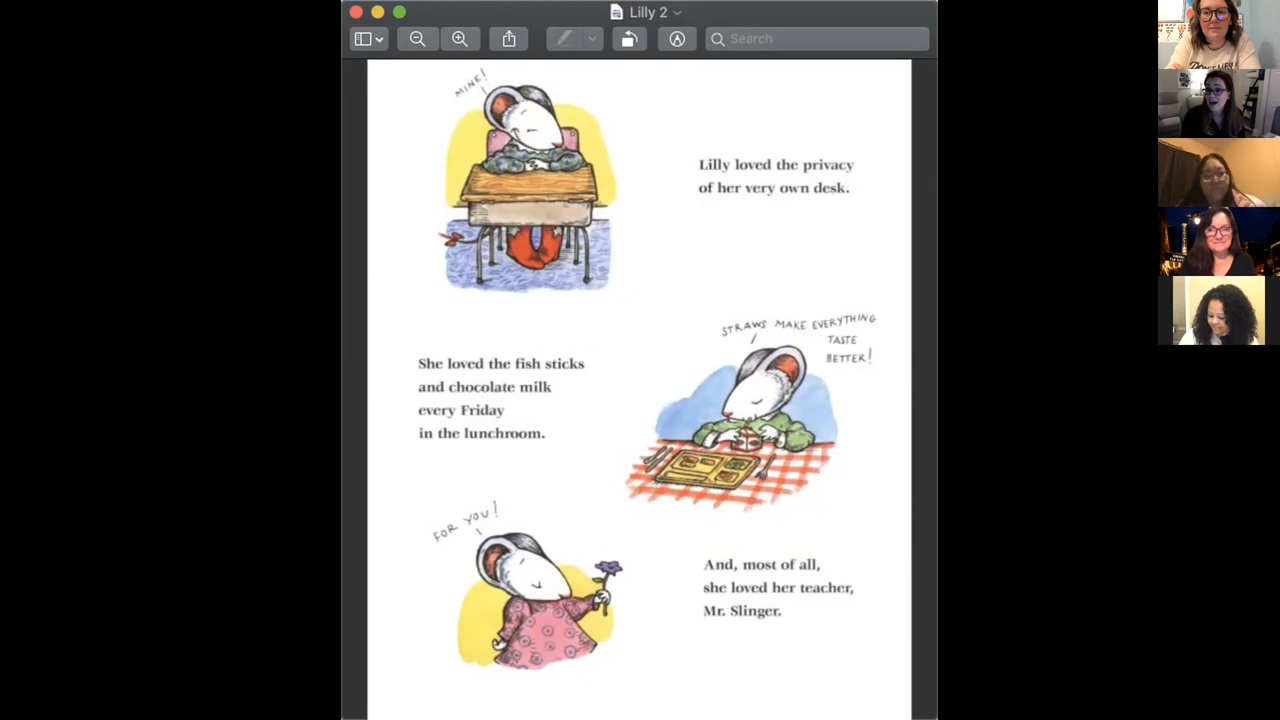 Lilly 2
Search
MINE!
Lilly loved the privacy
of her very own desk.
STRAWS MAKE EVERYTHING
TASTE
BETTER!
She loved the fish sticks
and chocolate milk
every Friday
in the lunchroom.
FOR YOU!
And, most of all,
she loved her teacher,
Mr. Slinger.